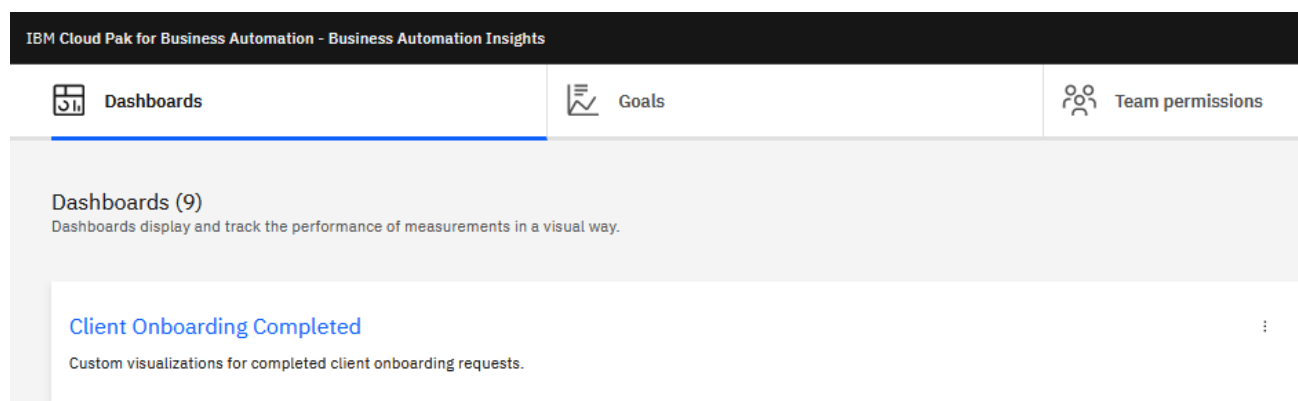 IBM Cloud Pak for Business Automation - Business Automation Insights
Dashboards
Goals
Team permissions
Dashboards (9)
Dashboards display and track the performance of measurements in a visual way.
Client Onboarding Completed
Custom visualizations for completed client onboarding requests.